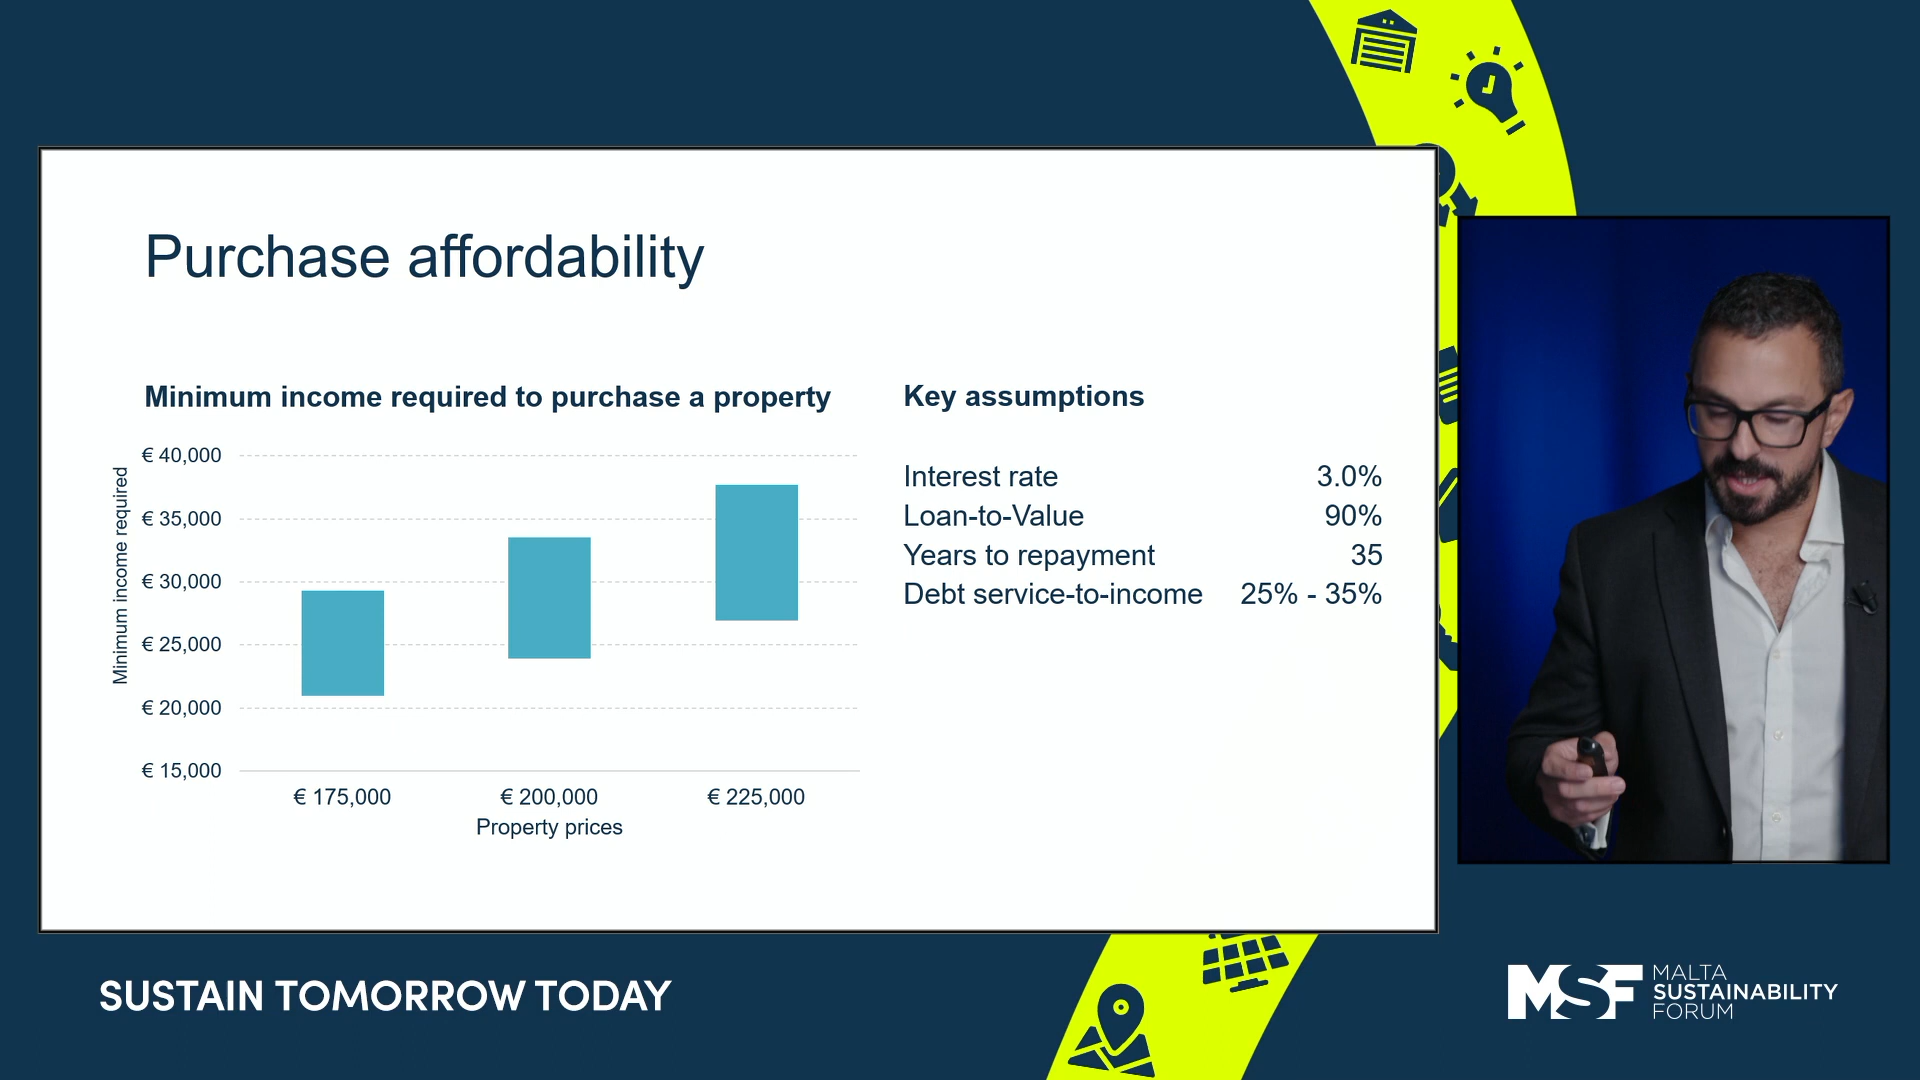 Purchase affordability
Minimum income required to purchase a property
Minimum income required
€ 40,000
€ 35,000
€ 30,000
€ 25,000
€ 20,000
€ 15,000
€ 175,000
€ 200,000
€ 225,000
Property prices
Key assumptions
Interest rate 3.0%
Loan-to-Value 90%
Years to repayment 35
Debt service-to-income 25% - 35%
SUSTAIN TOMORROW TODAY
MSF
MALTA
SUSTAINABILITY
FORUM